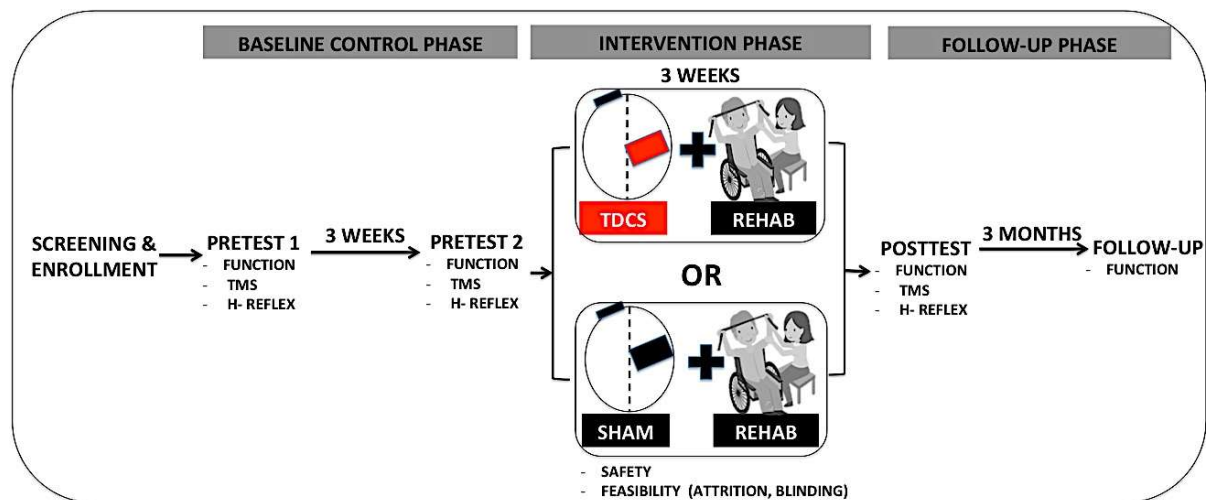 BASELINE CONTROL PHASE
INTERVENTION PHASE
FOLLOW-UP PHASE
SCREENING &
ENROLLMENT
PRETEST 1
- FUNCTION
- TMS
- H- REFLEX
3 WEEKS
PRETEST 2
- FUNCTION
- TMS
- H- REFLEX
3 WEEKS
TDCS
REHAB
OR
SHAM
REHAB
- SAFETY
- FEASIBILITY (ATTRITION, BLINDING)
POSTTEST
- FUNCTION
- TMS
- H- REFLEX
3 MONTHS
FOLLOW-UP
- FUNCTION